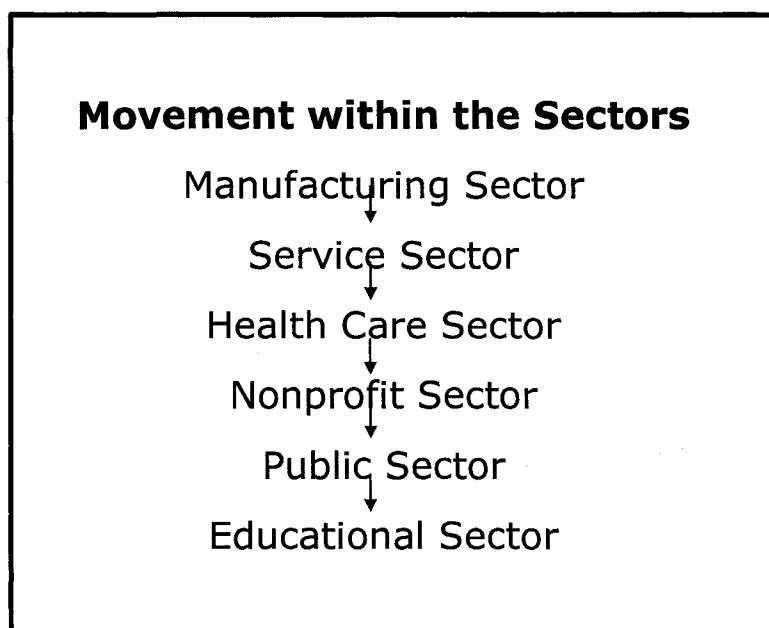 Movement within the Sectors
Manufacturing Sector
Service Sector
Health Care Sector
Nonprofit Sector
Public Sector
Educational Sector